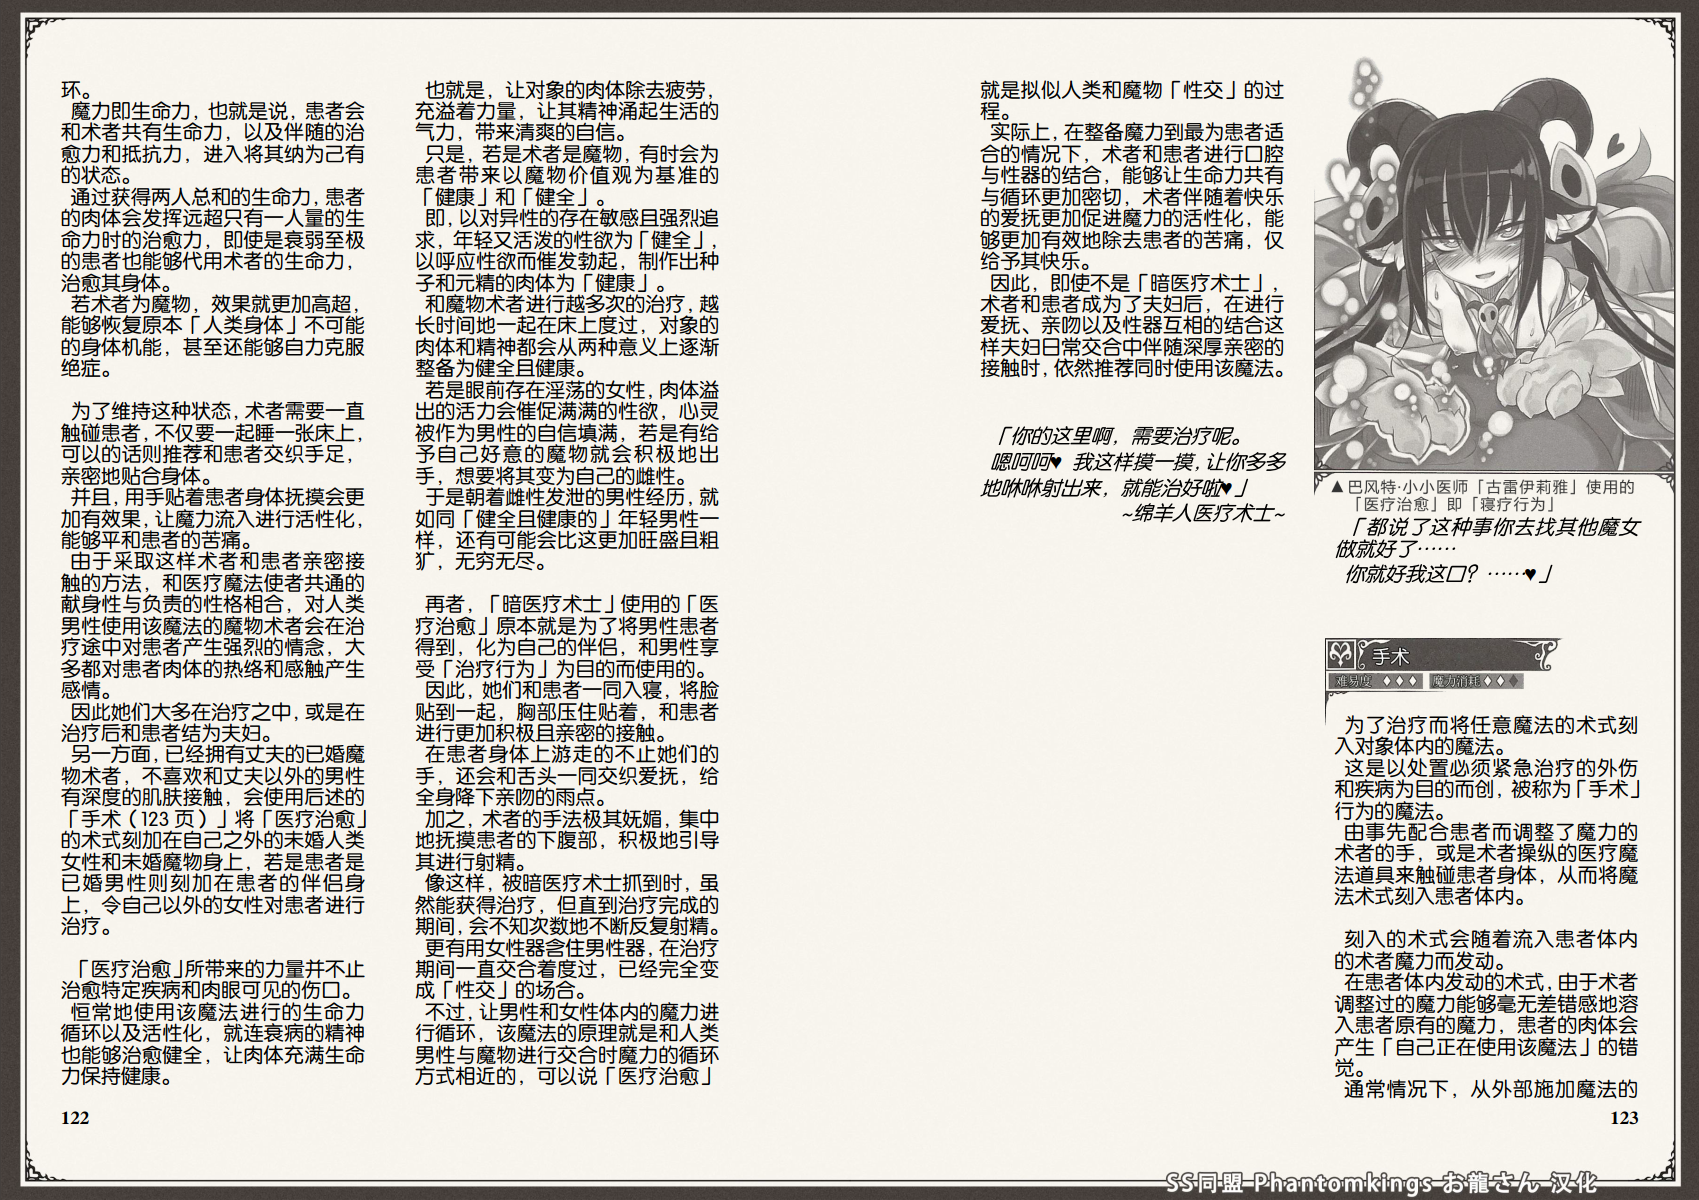 环。
魔力即生命力，也就是说，患者会
和术者共有生命力，以及伴随的治
愈力和抵抗力，进入将其纳为己有
的状态。
通过获得两人总和的生命力，患者
的肉体会发挥远超只有一人量的生
命力时的治愈力，即使是衰弱至极
的患者也能够代用术者的生命力，
治愈其身体。
若术者为魔物，效果就更加高超，
能够恢复原本「人类身体」不可能
的身体机能，甚至还能够自力克服
绝症。
为了维持这种状态，术者需要一直
触碰患者，不仅要一起睡一张床上，
可以的话则推荐和患者交织手足，
亲密地贴合身体。
并且，用手贴着患者身体抚摸会更
加有效果，让魔力流入进行活性化，
能够平和患者的苦痛。
由于采取这样术者和患者亲密接
触的方法，和医疗魔法使者共通的
献身性与负责的性格相合，对人类
男性使用该魔法的魔物术者会在治
疗途中对患者产生强烈的情念，大
多都对患者肉体的热络和感触产生
感情。
因此她们大多在治疗之中，或是在
治疗后和患者结为夫妇。
另一方面，已经拥有丈夫的已婚魔
物术者，不喜欢和丈夫以外的男性
有深度的肌肤接触，会使用后述的
「手术（123 页）」将「医疗治愈」
的术式刻加在自己之外的未婚人类
女性和未婚魔物身上，若是患者是
已婚男性则刻加在患者的伴侣身
上，令自己以外的女性对患者进行
治疗。
「医疗治愈」所带来的力量并不止
治愈特定疾病和肉眼可见的伤口。
恒常地使用该魔法进行的生命力
循环以及活性化，就连衰病的精神
也能够治愈健全，让肉体充满生命
力保持健康。
122
也就是，让对象的肉体除去疲劳，
充溢着力量，让其精神涌起生活的
气力，带来清爽的自信。
只是，若是术者是魔物，有时会为
患者带来以魔物价值观为基准的
「健康」和「健全」。
即，以对异性的存在敏感且强烈追
求，年轻又活泼的性欲为「健全」，
以呼应性欲而催发勃起，制作出种
子和元精的肉体为「健康」。
和魔物术者进行越多次的治疗，越
长时间地一起在床上度过，对象的
肉体和精神都会从两种意义上逐渐
整备为健全且健康。
若是眼前存在淫荡的女性，肉体溢
出的活力会催促满满的性欲，心灵
被作为男性的自信填满，若是有给
予自己好意的魔物就会积极地出
手，想要将其变为自己的雌性。
于是朝着雌性发泄的男性经历，就
如同「健全且健康的」年轻男性一
样，还有可能会比这更加旺盛且粗
犷，无穷无尽。
再者，「暗医疗术士」使用的「医
疗治愈」原本就是为了将男性患者
得到，化为自己的伴侣，和男性享
受「治疗行为」为目的而使用的。
因此，她们和患者一同入寝，将脸
贴到一起，胸部压住贴着，和患者
进行更加积极且亲密的接触。
在患者身体上游走的不止她们的
手，还会和舌头一同交织爱抚，给
全身降下亲吻的雨点。
加之，术者的手法极其妩媚，集中
地抚摸患者的下腹部，积极地引导
其进行射精。
像这样，被暗医疗术士抓到时，虽
然能获得治疗，但直到治疗完成的
期间，会不知次数地不断反复射精。
更有用女性器含住男性器，在治疗
期间一直交合着度过，已经完全变
成「性交」的场合。
不过，让男性和女性体内的魔力进
行循环，该魔法的原理就是和人类
男性与魔物进行交合时魔力的循环
方式相近的，可以说「医疗治愈」
就是拟似人类和魔物「性交」的过
程。
实际上，在整备魔力到最为患者适
合的情况下，术者和患者进行口腔
与性器的结合，能够让生命力共有
与循环更加密切，术者伴随着快乐
的爱抚更加促进魔力的活性化，能
够更加有效地除去患者的苦痛，仅
给予其快乐。
因此，即使不是「暗医疗术士」，
术者和患者成为了夫妇后，在进行
爱抚、亲吻以及性器互相的结合这
样夫妇日常交合中伴随深厚亲密的
接触时，依然推荐同时使用该魔法。
「你的这里啊，需要治疗呢。
嗯呵呵♥ 我这样摸一摸，让你多多
地咻咻射出来，就能治好啦♥」
~绵羊人医疗术士~
▲巴风特·小小医师「古雷伊莉雅」使用的
「医疗治愈」即「寝疗行为」
「都说了这种事你去找其他魔女
做就好了……
你就好我这口？……♥」
手术
难易度 ◇◇◇ 魔力消耗◇◇◆
为了治疗而将任意魔法的术式刻
入对象体内的魔法。
这是以处置必须紧急治疗的外伤
和疾病为目的而创，被称为「手术」
行为的魔法。
由事先配合患者而调整了魔力的
术者的手，或是术者操纵的医疗魔
法道具来触碰患者身体，从而将魔
法术式刻入患者体内。
刻入的术式会随着流入患者体内
的术者魔力而发动。
在患者体内发动的术式，由于术者
调整过的魔力能够毫无差错感地溶
入患者原有的魔力，患者的肉体会
产生「自己正在使用该魔法」的错
觉。
通常情况下，从外部施加魔法的
123
SS同盟 Phantomkings お龍さん 汉化